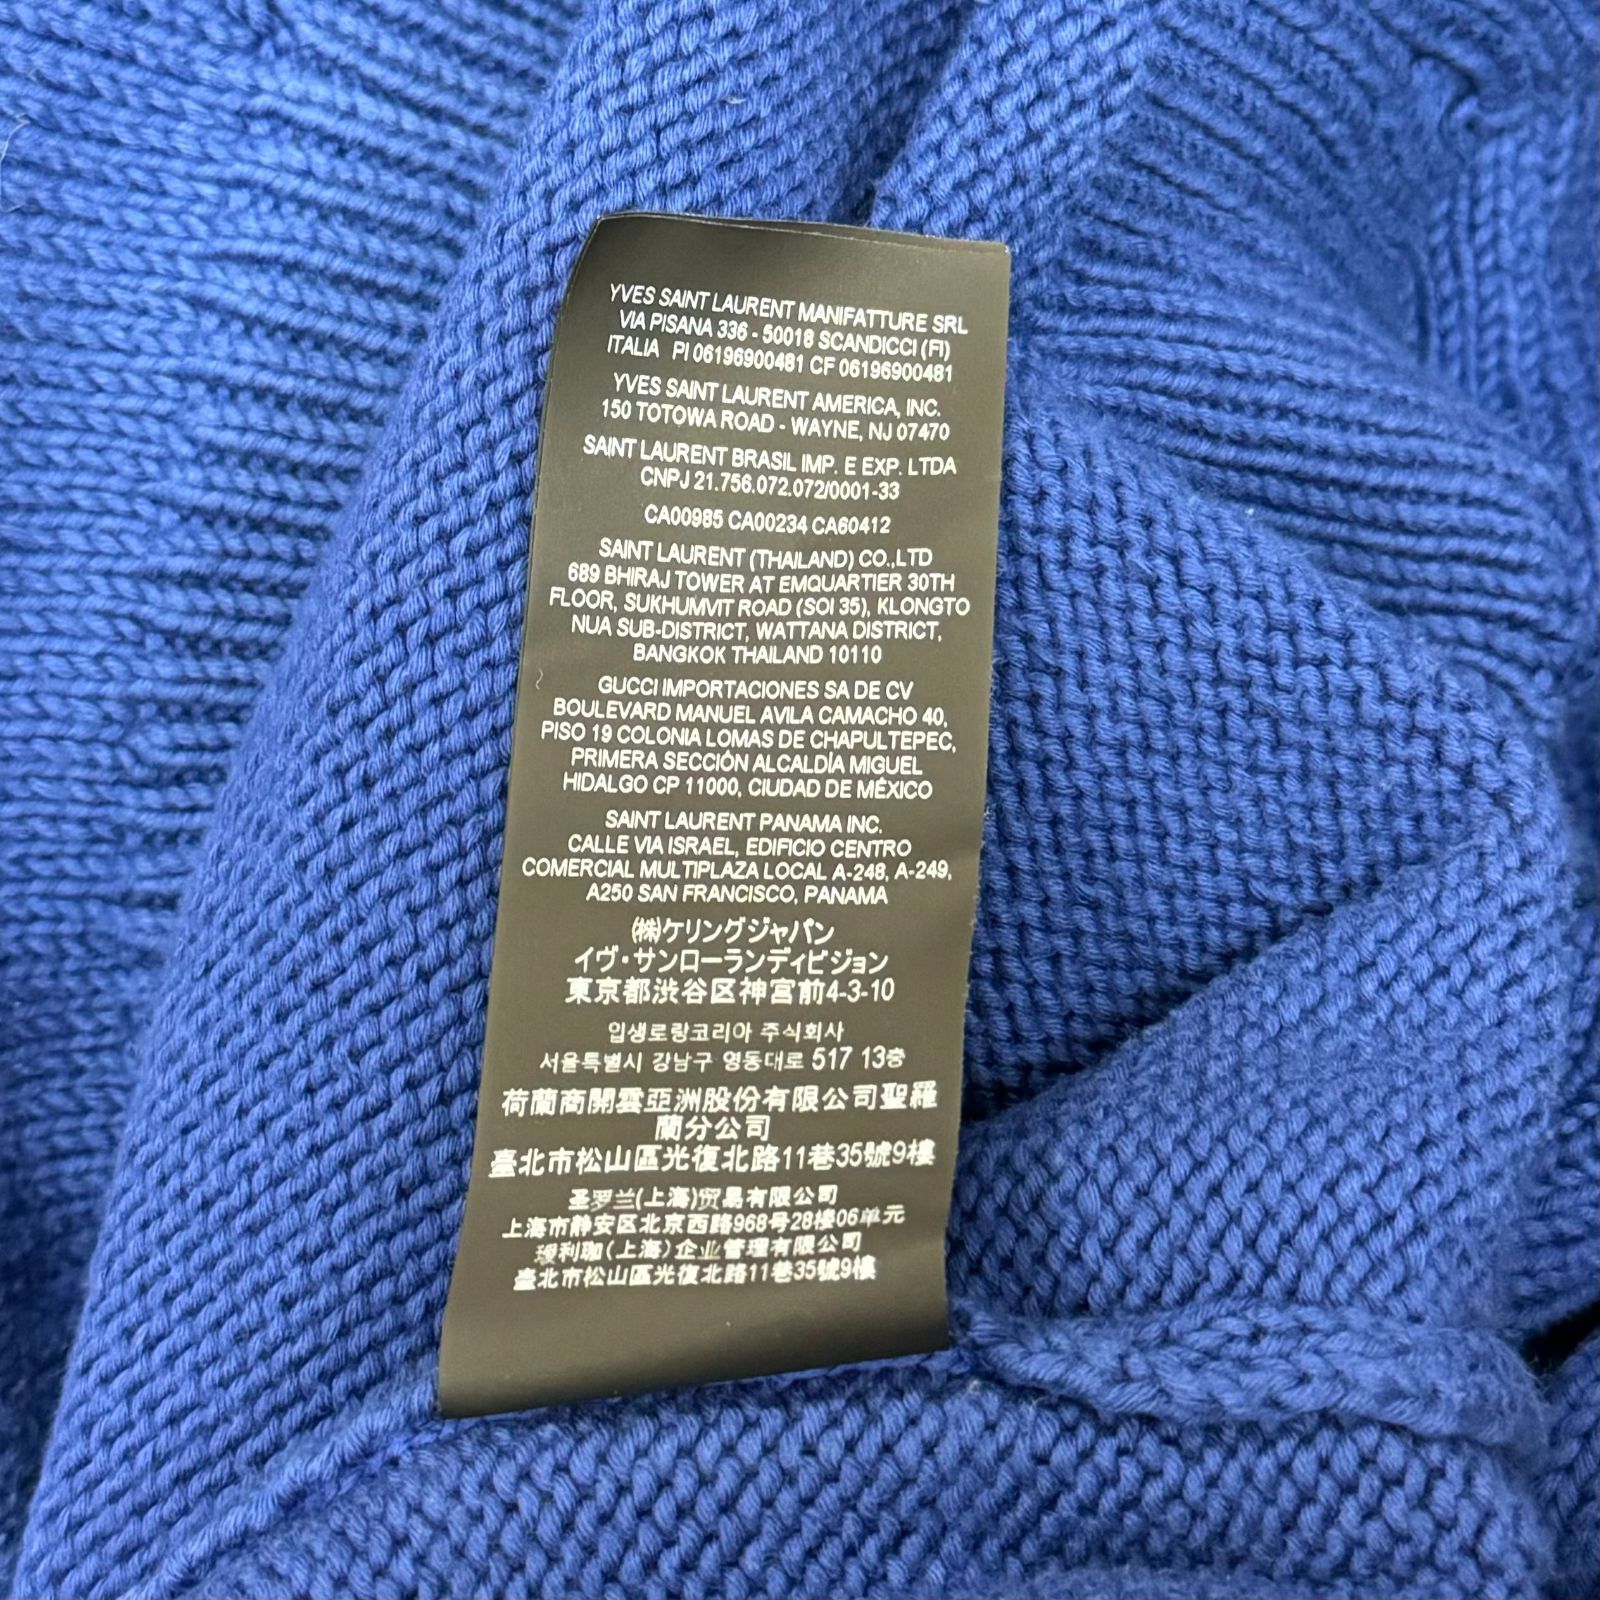 YVES SAINT LAURENT MANIFATTURE SRL
VIA PISANA 336 - 50018 SCANDICCI (FI)
ITALIA PI 06196900481 CF 06196900481
YVES SAINT LAURENT AMERICA, INC.
150 TOTOWA ROAD - WAYNE, NJ 07470
SAINT LAURENT BRASIL IMP. E EXP. LTDA
CNPJ 21.756.072.072/0001-33
CA00985 CA00234 CA60412
SAINT LAURENT (THAILAND) CO.,LTD
689 BHIRAJ TOWER AT EMQUARTIER 30TH
FLOOR, SUKHUMVIT ROAD (SOI 35), KLONGTO
NUA SUB-DISTRICT, WATTANA DISTRICT,
BANGKOK THAILAND 10110
GUCCI IMPORTACIONES SA DE CV
BOULEVARD MANUEL AVILA CAMACHO 40,
PISO 19 COLONIA LOMAS DE CHAPULTEPEC,
PRIMERA SECCIÓN ALCALDÍA MIGUEL
HIDALGO CP 11000, CIUDAD DE MÉXICO
SAINT LAURENT PANAMA INC.
CALLE VIA ISRAEL, EDIFICIO CENTRO
COMERCIAL MULTIPLAZA LOCAL A-248, A-249,
A250 SAN FRANCISCO, PANAMA
㈱ケリングジャパン
イヴ・サンローランディビジョン
東京都渋谷区神宮前4-3-10
입생로랑코리아 주식회사
서울특별시 강남구 영동대로 517 13층
荷蘭商開雲亞洲股份有限公司聖羅
蘭分公司
臺北市松山區光復北路11巷35號9樓
圣罗兰(上海)贸易有限公司
上海市静安区北京西路968号28楼06单元
瑷利珈(上海)企业管理有限公司
臺北市松山區光復北路11巷35號9樓